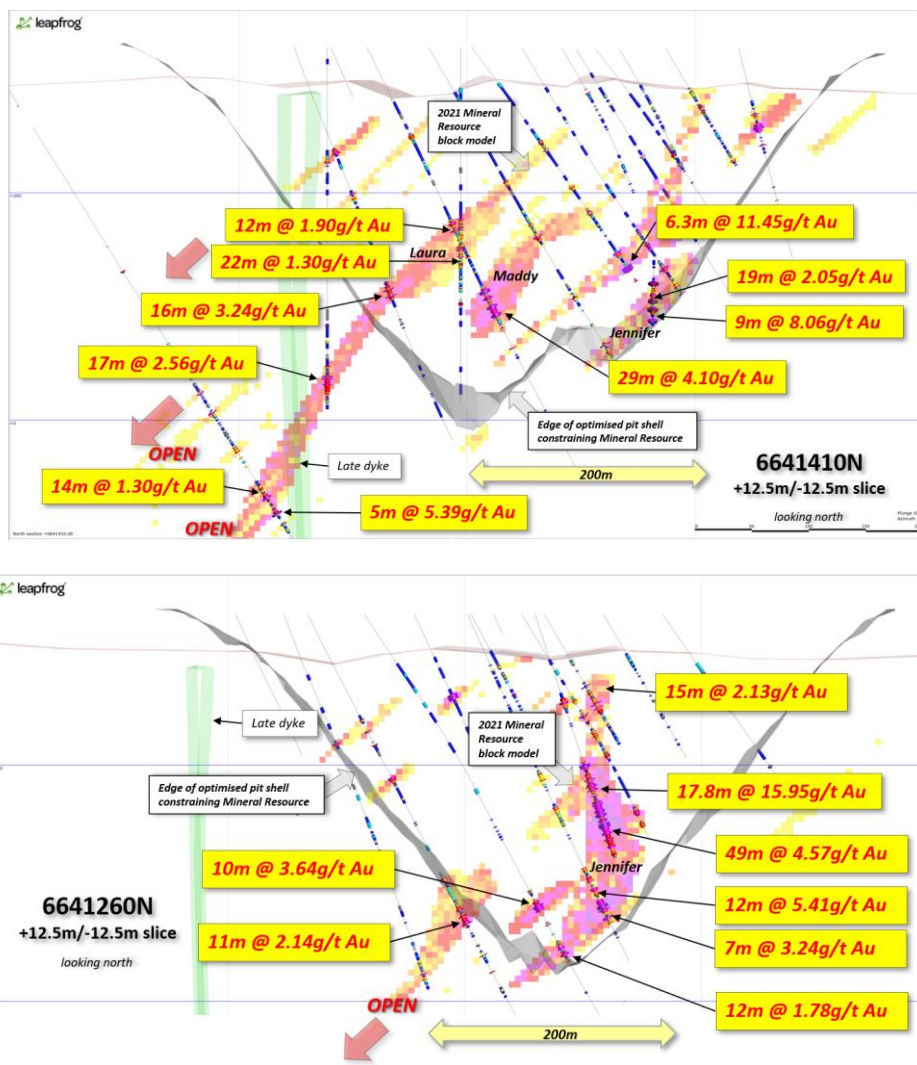 leapfrog
2021 Mineral
Resource
block model
12m @ 1.90g/t Au
6.3m @ 11.45g/t Au
Laura
22m @ 1.30g/t Au
Maddy
19m @ 2.05g/t Au
16m @ 3.24g/t Au
9m @ 8.06g/t Au
Jennifer
17m @ 2.56g/t Au
29m @ 4.10g/t Au
Edge of optimised pit shell
constraining Mineral Resource
OPEN
Late dyke
200m
6641410N
+12.5m/-12.5m slice
looking north
14m @ 1.30g/t Au
5m @ 5.39g/t Au
OPEN
leapfrog
15m @ 2.13g/t Au
Late dyke
2021 Mineral
Resource
block model
Edge of optimised pit shell
constraining Mineral Resource
17.8m @ 15.95g/t Au
49m @ 4.57g/t Au
10m @ 3.64g/t Au
Jennifer
12m @ 5.41g/t Au
6641260N
+12.5m/-12.5m slice
looking north
11m @ 2.14g/t Au
7m @ 3.24g/t Au
12m @ 1.78g/t Au
OPEN
200m